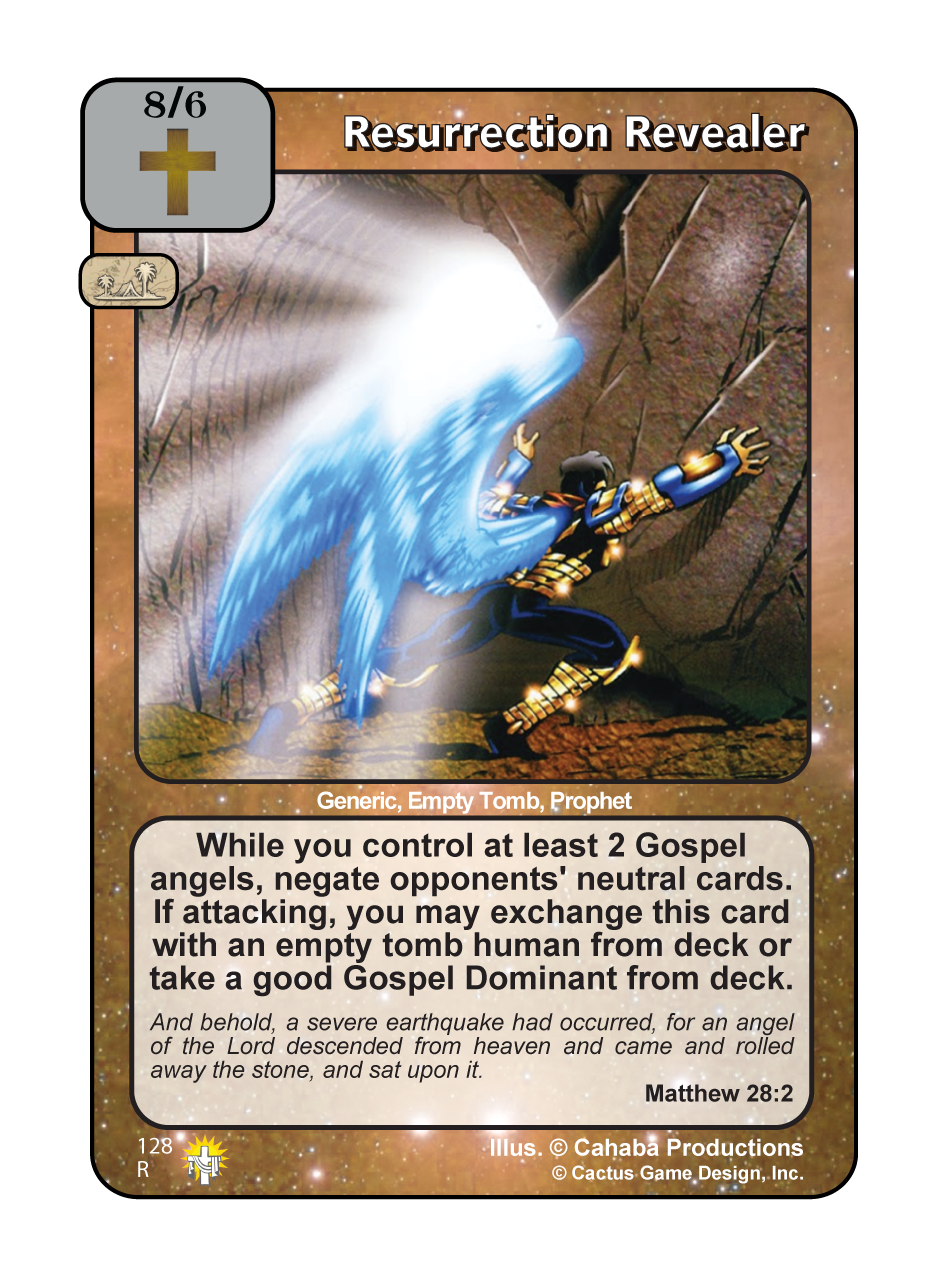 8/6
Resurrection Revealer
Generic, Empty Tomb, Prophet
While you control at least 2 Gospel
angels, negate opponents' neutral cards.
If attacking, you may exchange this card
with an empty tomb human from deck or
take a good Gospel Dominant from deck.
And behold, a severe earthquake had occurred, for an angel
of the Lord descended from heaven and came and rolled
away the stone, and sat upon it.
Matthew 28:2
128
R
Illus. © Cahaba Productions
© Cactus Game Design, Inc.